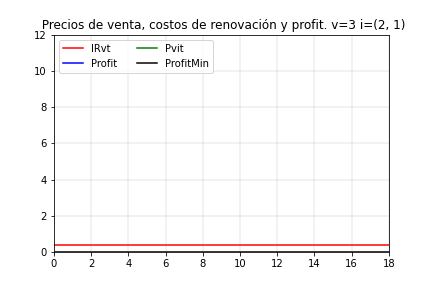 Precios de venta, costos de renovación y profit. v=3 i=(2, 1)
IRvt Pvit
Profit ProfitMin
12
10
8
6
4
2
0
0 2 4 6 8 10 12 14 16 18